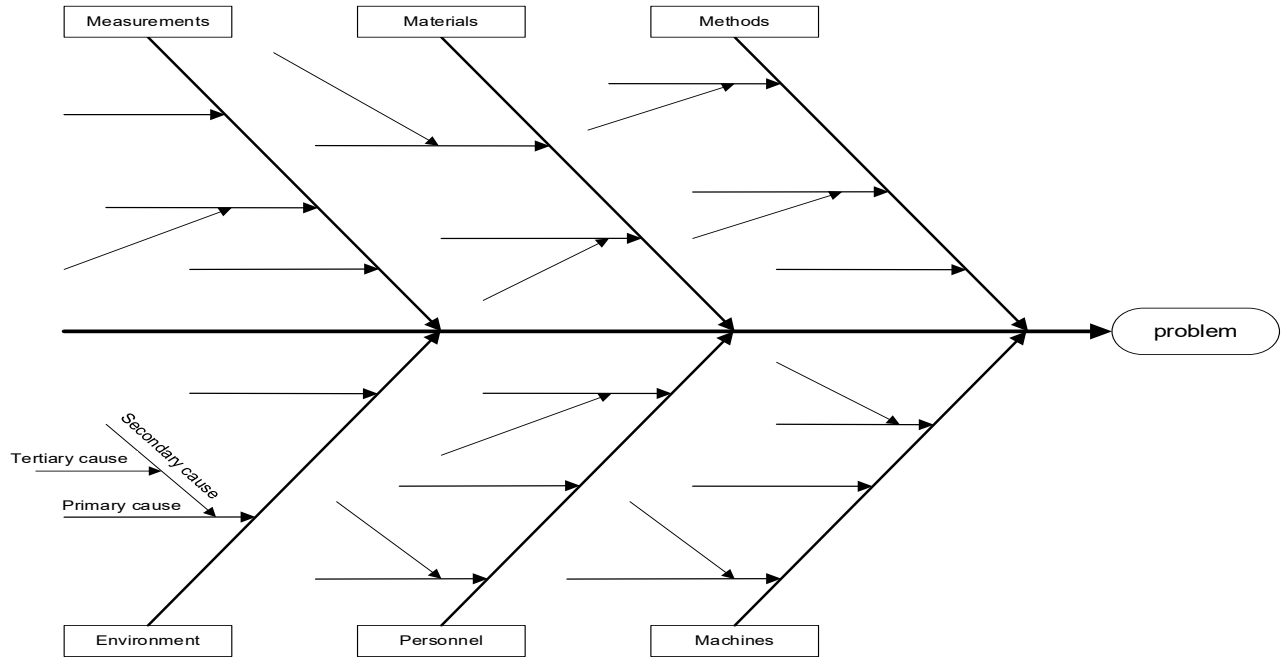 Measurements
Materials
Methods
problem
Secondary cause
Tertiary cause
Primary cause
Environment
Personnel
Machines